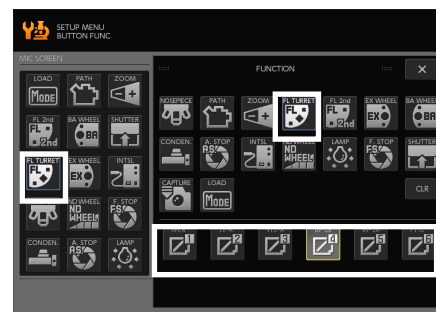 SETUP MENU
BUTTON FUNC
MIC SCREEN
LOAD PATH ZOOM
MODE
FL 2nd BA WHEEL SHUTTER
FL 2nd BA
FL TURRET EX WHEEL INTSL
FL EX
ND WHEEL F. STOP
ND WHEEL FS
CONDEN. A. STOP LAMP
AS
FUNCTION X
NOSEPIECE PATH ZOOM FL TURRET FL 2nd EX WHEEL BA WHEEL
FL FL 2nd EX BA
CONDEN. A. STOP INTSL ND WHEEL LAMP F. STOP SHUTTER
AS ND WHEEL FS
CAPTURE LOAD
MODE CLR
1 2 3 4 5 6